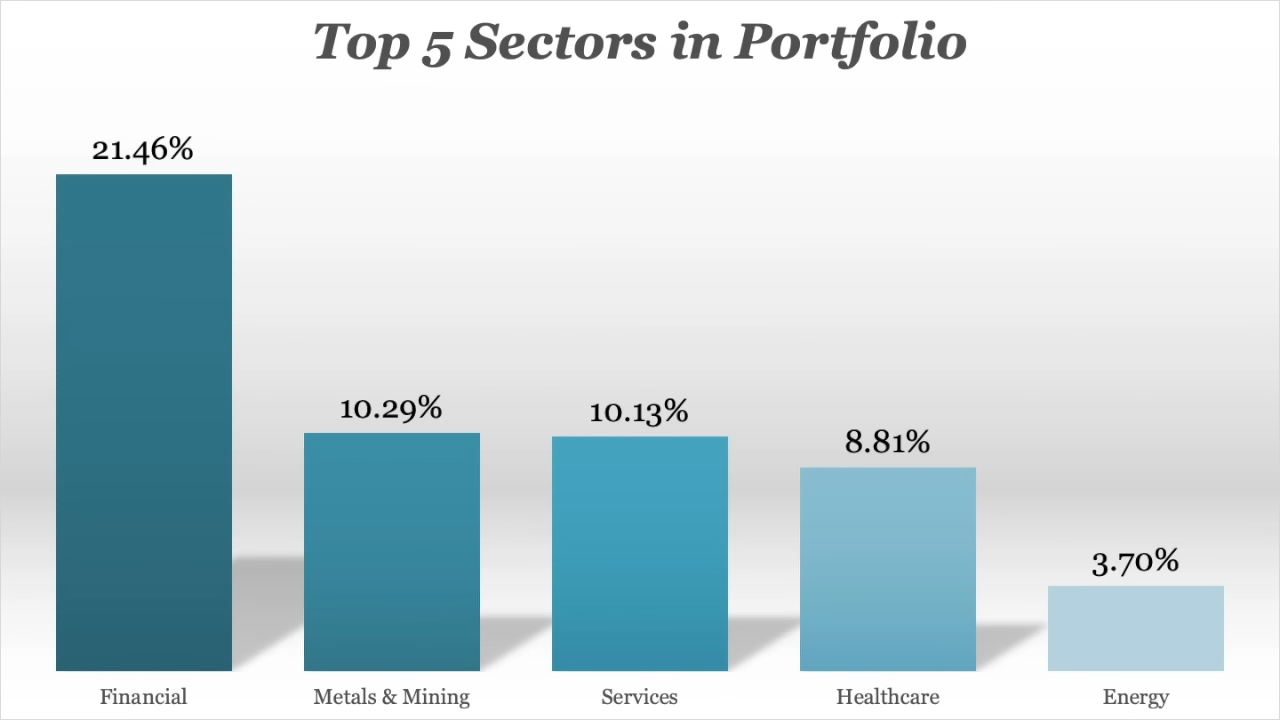 Top 5 Sectors in Portfolio
21.46%
10.29%
10.13%
8.81%
3.70%
Financial
Metals & Mining
Services
Healthcare
Energy